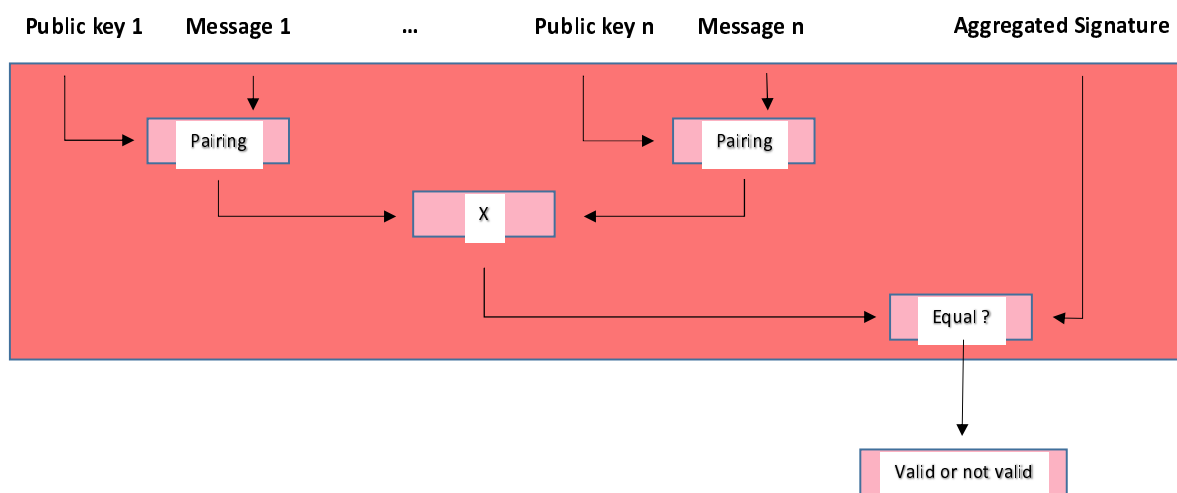 Public key 1 Message 1 ... Public key n Message n Aggregated Signature
Pairing Pairing
X
Equal ?
Valid or not valid